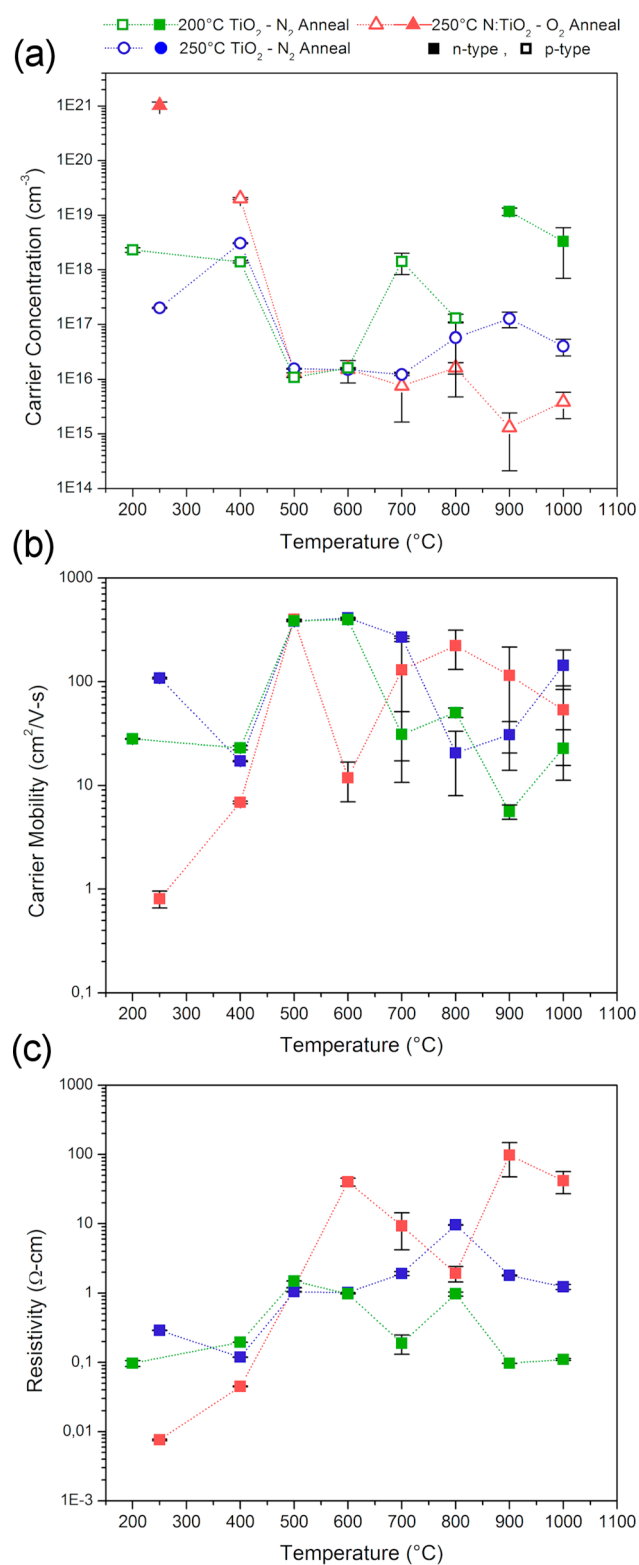 200°C TiO₂ - N₂ Anneal 250°C N:TiO₂ - O₂ Anneal
250°C TiO₂ - N₂ Anneal n-type , p-type
(a)
Carrier Concentration (cm⁻³)
1E21
1E20
1E19
1E18
1E17
1E16
1E15
1E14
200 300 400 500 600 700 800 900 1000 1100
Temperature (°C)
(b)
Carrier Mobility (cm²/V-s)
1000
100
10
1
0,1
200 300 400 500 600 700 800 900 1000 1100
Temperature (°C)
(c)
Resistivity (Ω-cm)
1000
100
10
1
0,1
0,01
1E-3
200 300 400 500 600 700 800 900 1000 1100
Temperature (°C)